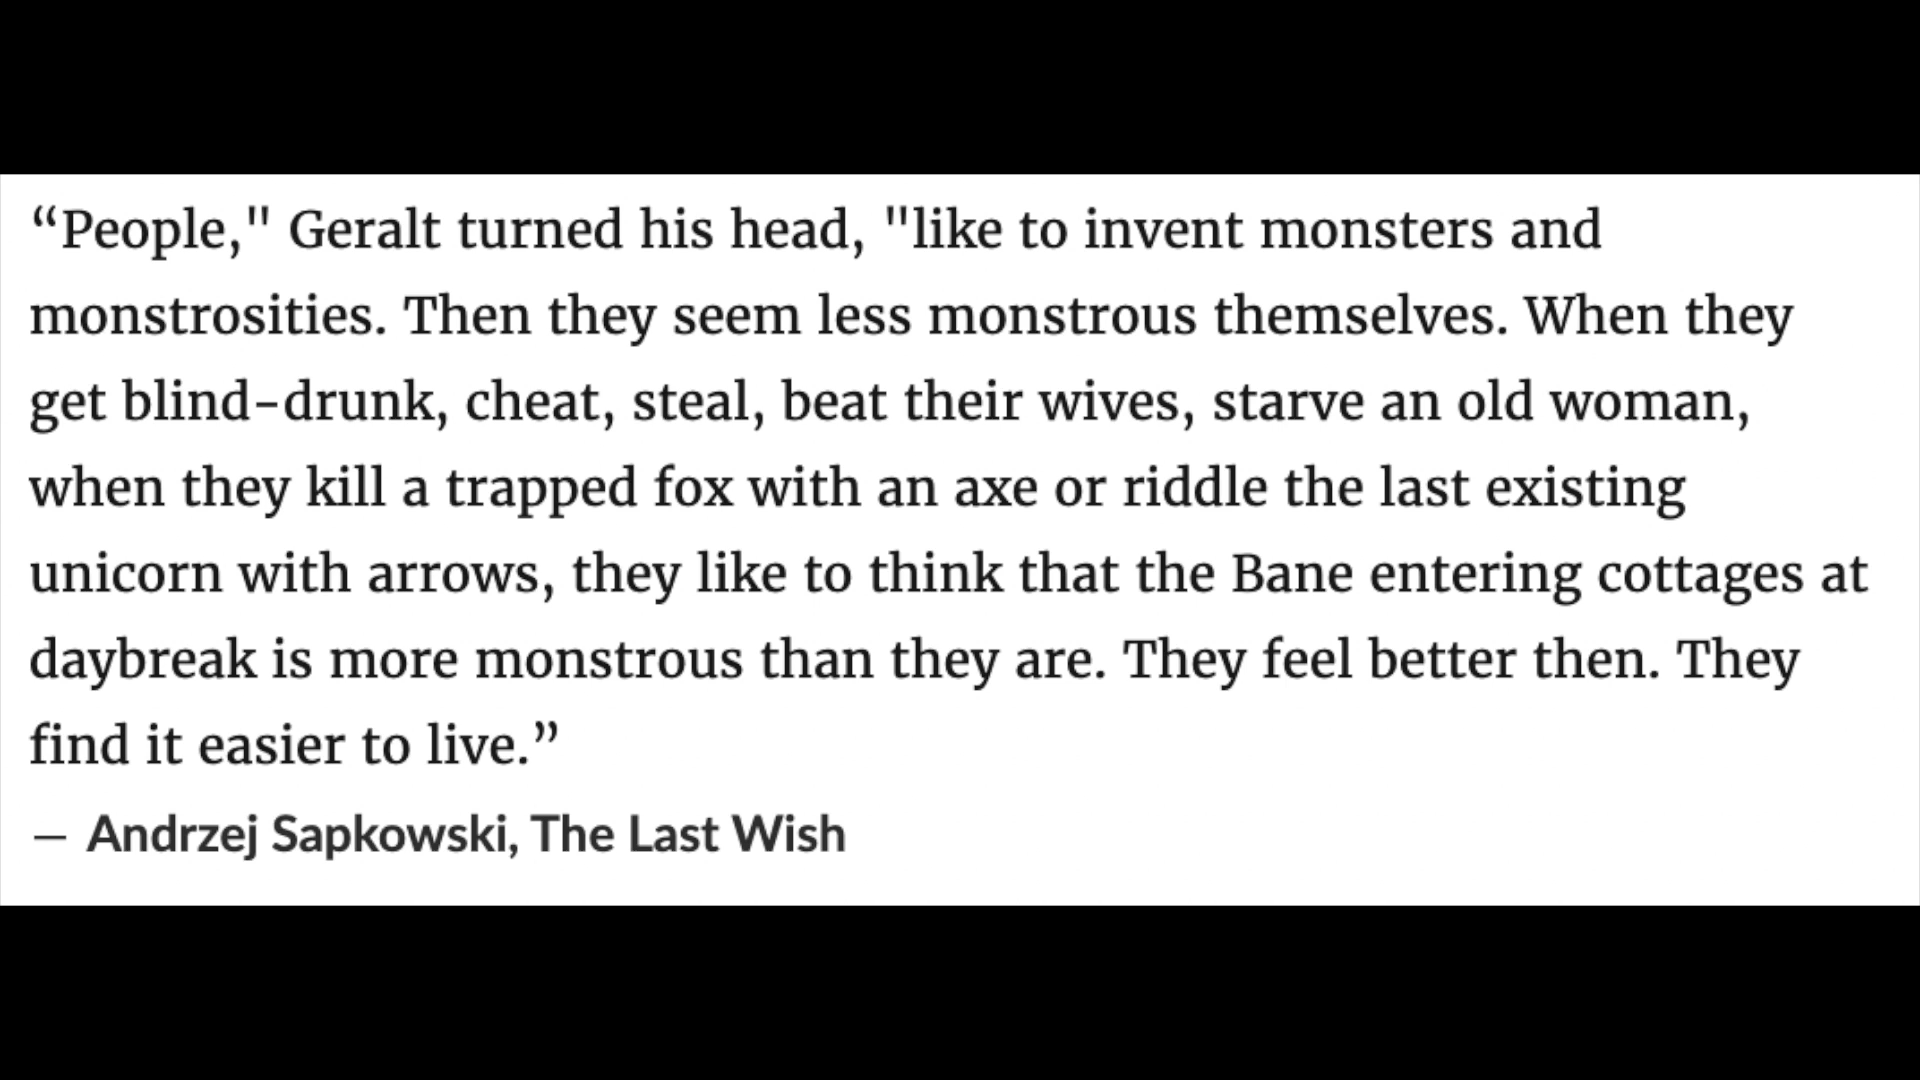 “People," Geralt turned his head, "like to invent monsters and
monstrosities. Then they seem less monstrous themselves. When they
get blind-drunk, cheat, steal, beat their wives, starve an old woman,
when they kill a trapped fox with an axe or riddle the last existing
unicorn with arrows, they like to think that the Bane entering cottages at
daybreak is more monstrous than they are. They feel better then. They
find it easier to live.”
— Andrzej Sapkowski, The Last Wish